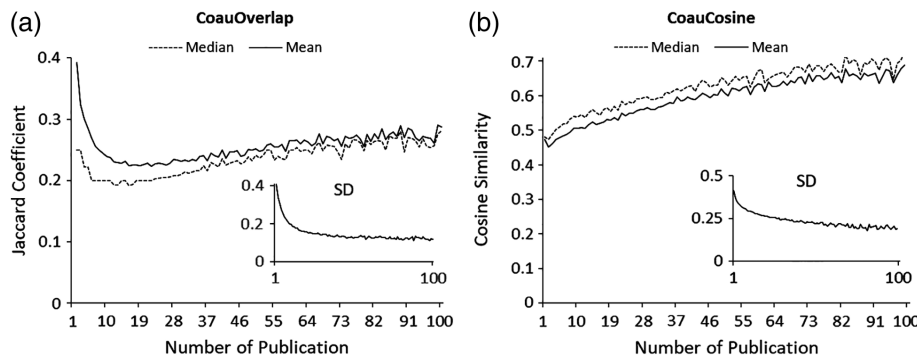 (a)
CoauOverlap
Median Mean
0.4
0.3
0.2
0.1
0
Jaccard Coefficient
SD
0.4
0.2
0
1 100
1 10 19 28 37 46 55 64 73 82 91 100
Number of Publication
(b)
CoauCosine
Median Mean
0.7
0.6
0.5
0.4
0.3
0.2
0.1
0
Cosine Similarity
SD
0.5
0.25
0
1 100
1 10 19 28 37 46 55 64 73 82 91 100
Number of Publication